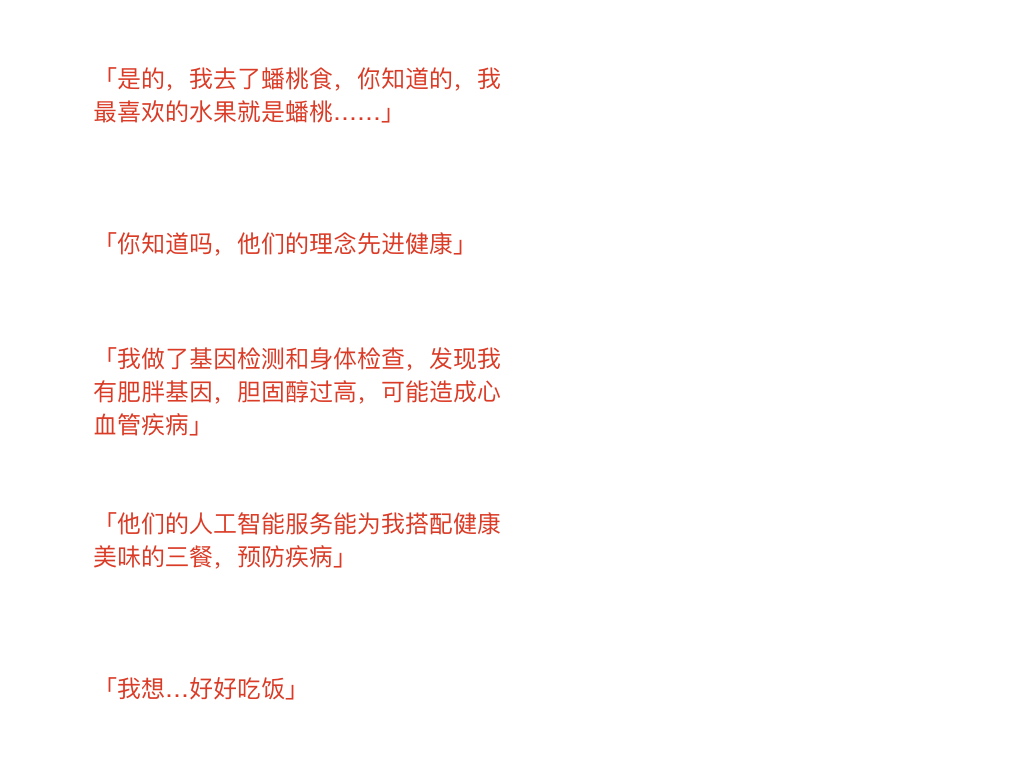 「是的，我去了蟠桃食，你知道的，我
最喜欢的水果就是蟠桃……」
「你知道吗，他们的理念先进健康」
「我做了基因检测和身体检查，发现我
有肥胖基因，胆固醇过高，可能造成心
血管疾病」
「他们的人工智能服务能为我搭配健康
美味的三餐，预防疾病」
「我想…好好吃饭」